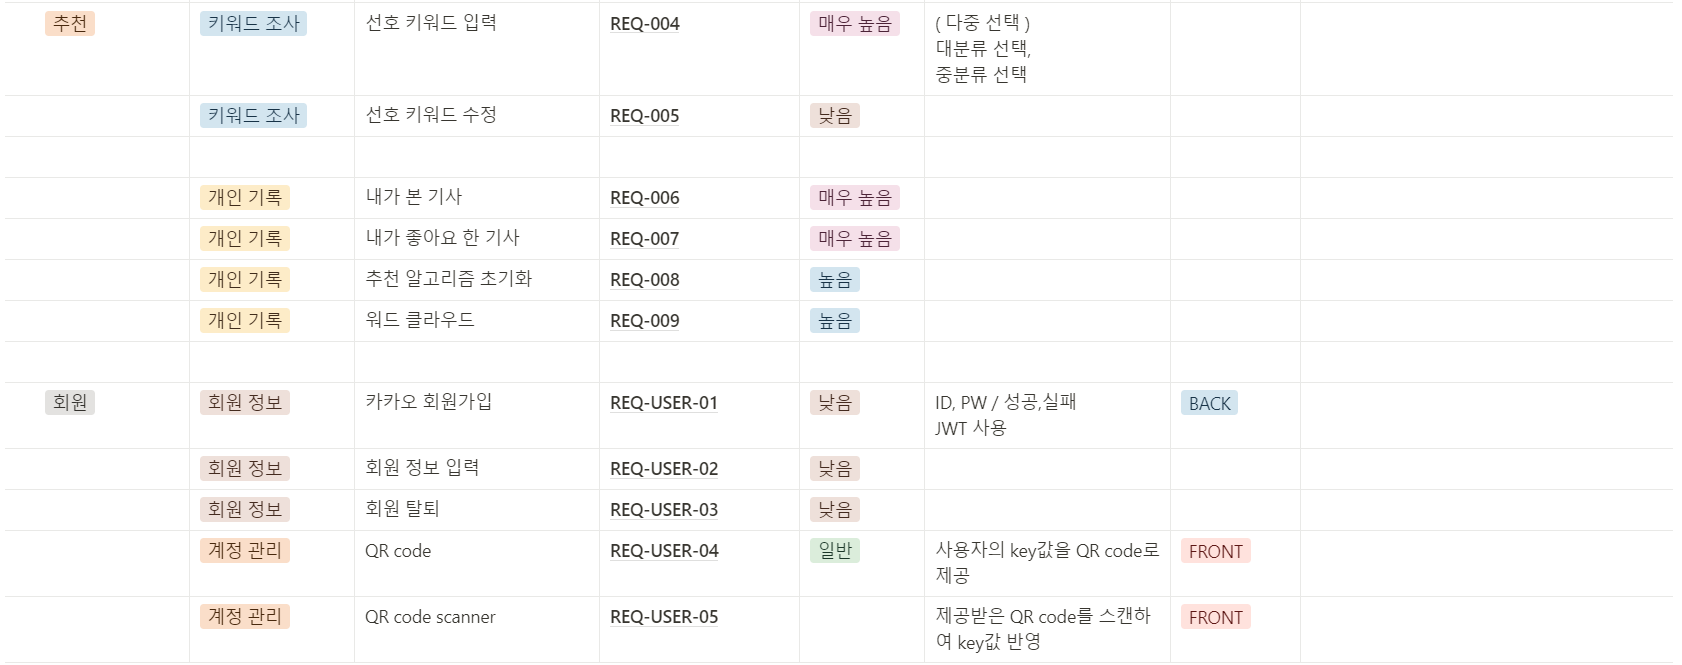 추천 키워드 조사 선호 키워드 입력 REQ-004 매우 높음 ( 다중 선택 )
대분류 선택,
중분류 선택
키워드 조사 선호 키워드 수정 REQ-005 낮음
개인 기록 내가 본 기사 REQ-006 매우 높음
개인 기록 내가 좋아요 한 기사 REQ-007 매우 높음
개인 기록 추천 알고리즘 초기화 REQ-008 높음
개인 기록 워드 클라우드 REQ-009 높음
회원 회원 정보 카카오 회원가입 REQ-USER-01 낮음 ID, PW / 성공,실패 BACK
JWT 사용
회원 정보 회원 정보 입력 REQ-USER-02 낮음
회원 정보 회원 탈퇴 REQ-USER-03 낮음
계정 관리 QR code REQ-USER-04 일반 사용자의 key값을 QR code로 FRONT
제공
계정 관리 QR code scanner REQ-USER-05 제공받은 QR code를 스캔하 FRONT
여 key값 반영